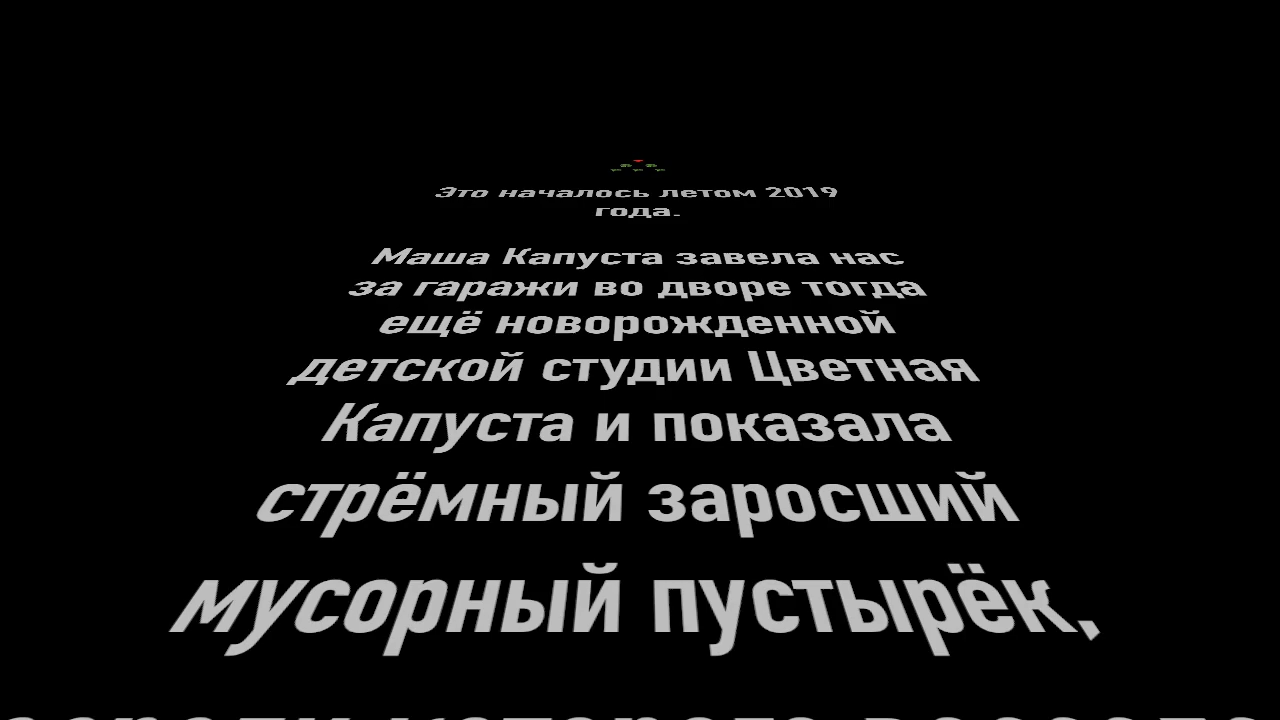 Это началось летом 2019
года.
Маша Капуста завела нас
за гаражи во дворе тогда
ещё новорожденной
детской студии Цветная
Капуста и показала
стрёмный заросший
мусорный пустырёк,